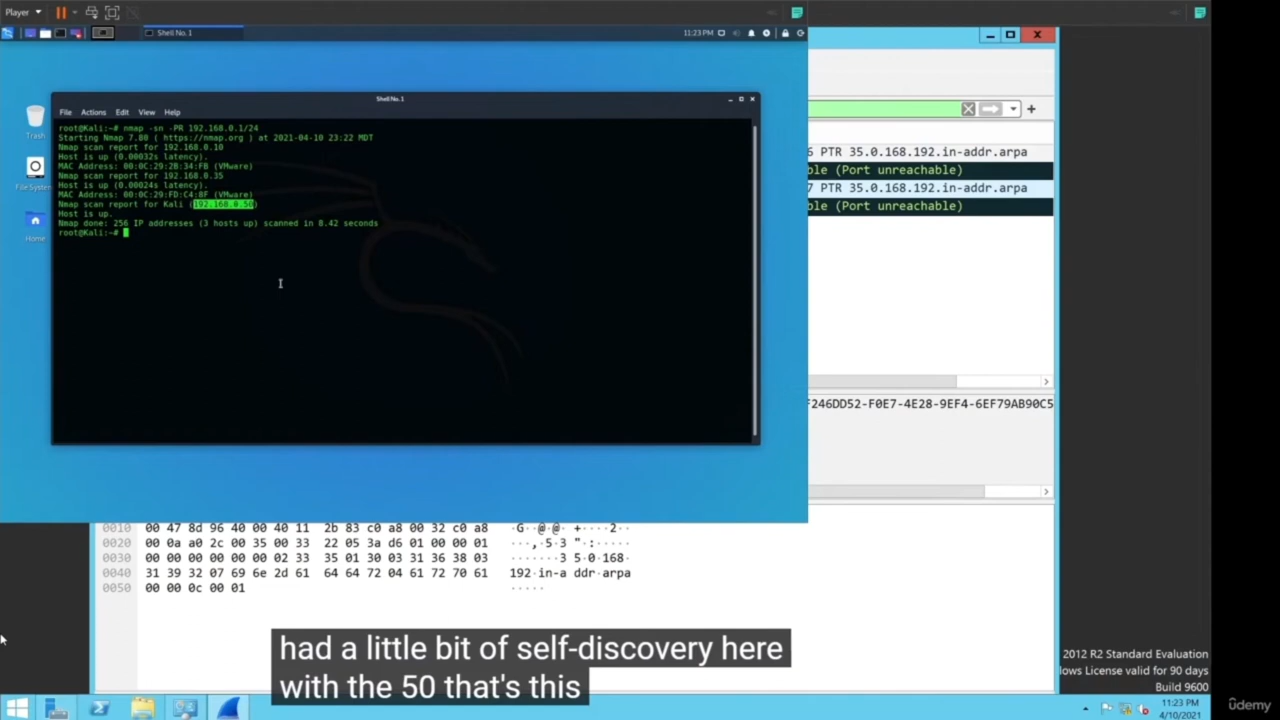 Player
Shell No. 1
11:23 PM
Shell No. 1
File Actions Edit View Help
Trash
File System
Home
root@Kali:~# nmap -sn -PR 192.168.0.1/24
Starting Nmap 7.80 ( https://nmap.org ) at 2021-04-10 23:22 MDT
Nmap scan report for 192.168.0.10
Host is up (0.00032s latency).
MAC Address: 00:0C:29:2B:34:FB (VMware)
Nmap scan report for 192.168.0.35
Host is up (0.00024s latency).
MAC Address: 00:0C:29:FD:C4:8F (VMware)
Nmap scan report for Kali (192.168.0.50)
Host is up.
Nmap done: 256 IP addresses (3 hosts up) scanned in 8.42 seconds
root@Kali:~#
6 PTR 35.0.168.192.in-addr.arpa
ble (Port unreachable)
7 PTR 35.0.168.192.in-addr.arpa
ble (Port unreachable)
F246DD52-F0E7-4E28-9EF4-6EF79AB90C5
0010 00 47 8d 96 40 00 40 11 2b 83 c0 a8 00 32 c0 a8 ·G··@·@· +····2··
0020 00 0a a0 2c 00 35 00 33 22 05 3a d6 01 00 00 01 ···,·5·3 "·:·····
0030 00 00 00 00 00 00 02 33 35 01 30 03 31 36 38 03 ·······3 5·0·168·
0040 31 39 32 07 69 6e 2d 61 64 64 72 04 61 72 70 61 192·in-a ddr·arpa
0050 00 00 0c 00 01 ·····
had a little bit of self-discovery here
with the 50 that's this
2012 R2 Standard Evaluation
ows License valid for 90 days
Build 9600
11:23 PM
4/10/2021
ûdemy